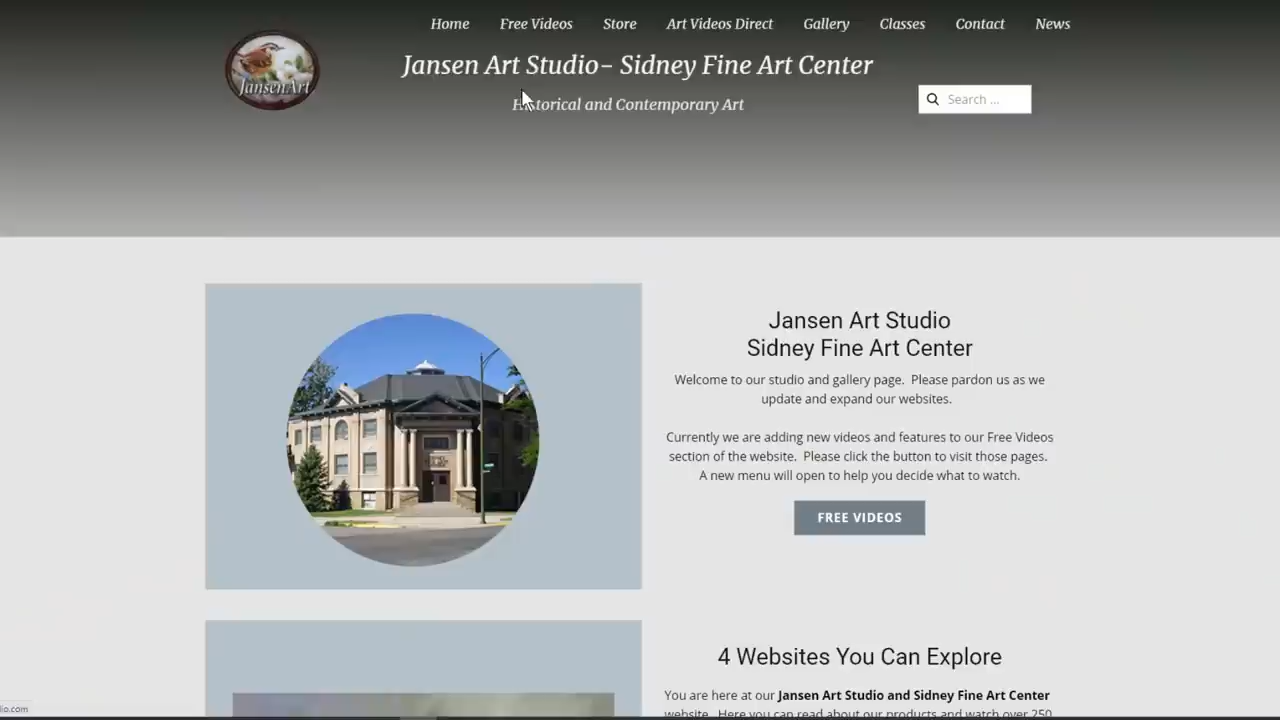 Home Free Videos Store Art Videos Direct Gallery Classes Contact News
JansenArt
Jansen Art Studio- Sidney Fine Art Center
Historical and Contemporary Art
Search ...
Jansen Art Studio
Sidney Fine Art Center
Welcome to our studio and gallery page. Please pardon us as we
update and expand our websites.
Currently we are adding new videos and features to our Free Videos
section of the website. Please click the button to visit those pages.
A new menu will open to help you decide what to watch.
FREE VIDEOS
4 Websites You Can Explore
You are here at our Jansen Art Studio and Sidney Fine Art Center
website. Here you can read about our products and watch over 250
dio.com